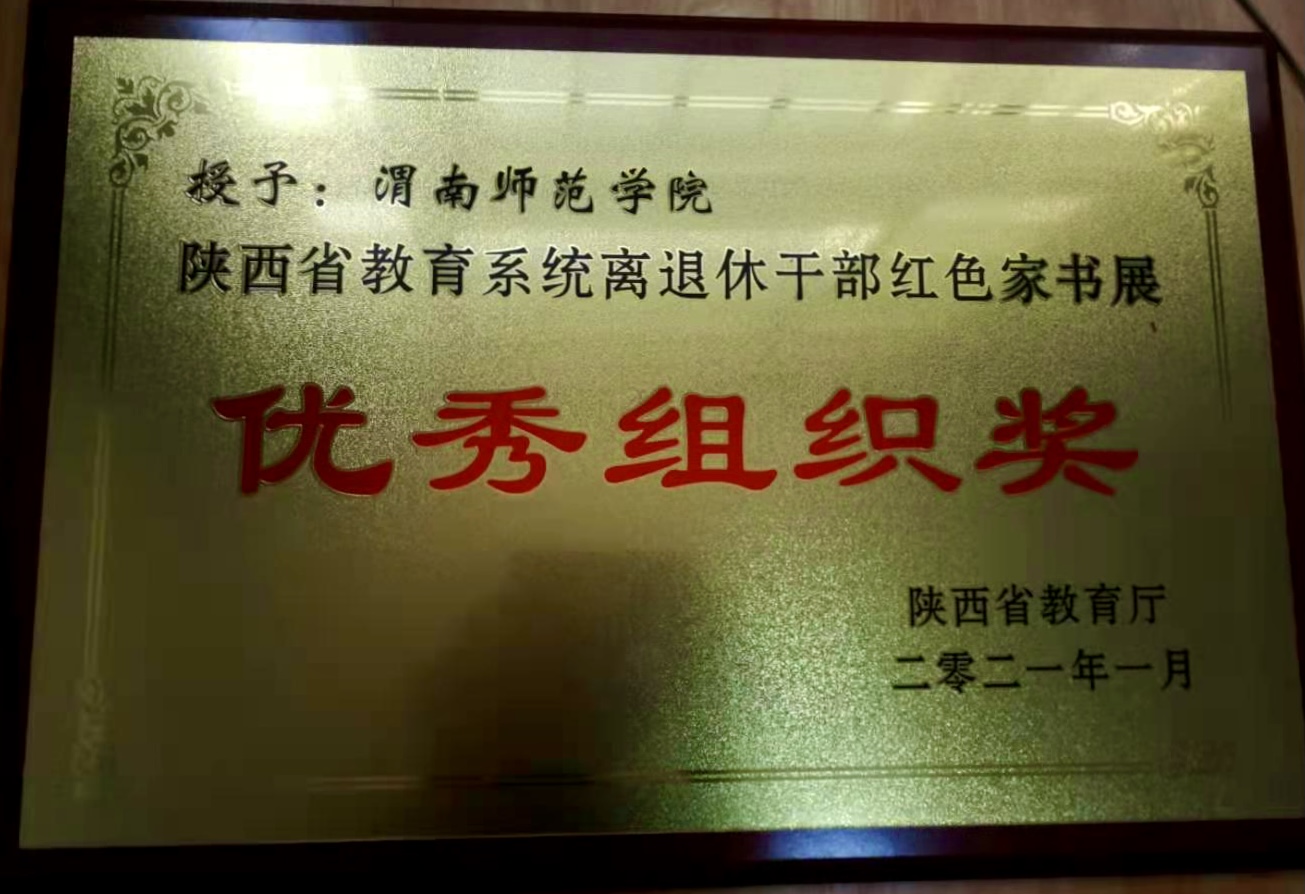 授予：渭南师范学院
陕西省教育系统离退休干部红色家书展
优秀组织奖
陕西省教育厅
二零二一年一月